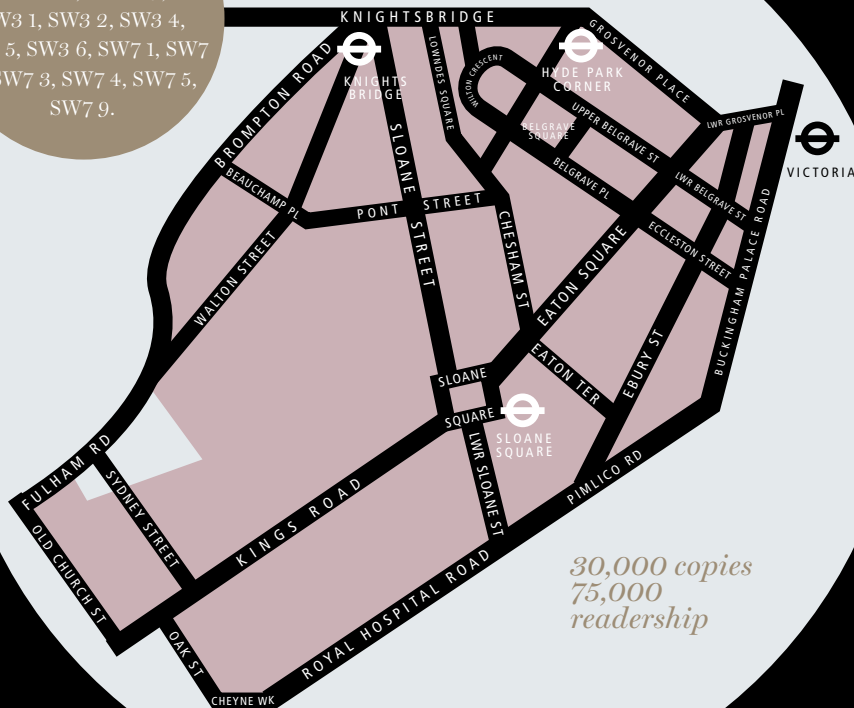 W3 1, SW3 2, SW3 4,
5, SW3 6, SW7 1, SW7
SW7 3, SW7 4, SW7 5,
SW7 9.
KNIGHTSBRIDGE
GROSVENOR PLACE
BROMPTON ROAD
KNIGHTS
BRIDGE
LOWNDES SQUARE
WILTON CRESCENT
HYDE PARK
CORNER
BELGRAVE
SQUARE
UPPER BELGRAVE ST
LWR GROSVENOR PL
VICTORIA
BEAUCHAMP PL
SLOANE STREET
PONT STREET
BELGRAVE PL
LWR BELGRAVE ST
ECCLESTON STREET
BUCKINGHAM PALACE ROAD
WALTON STREET
CHESHAM ST
EATON SQUARE
EATON TER
EBURY ST
SLOANE
SQUARE
SLOANE
SQUARE
LWR SLOANE ST
PIMLICO RD
FULHAM RD
SYDNEY STREET
OLD CHURCH ST
KINGS ROAD
ROYAL HOSPITAL ROAD
OAK ST
CHEYNE WK
30,000 copies
75,000
readership